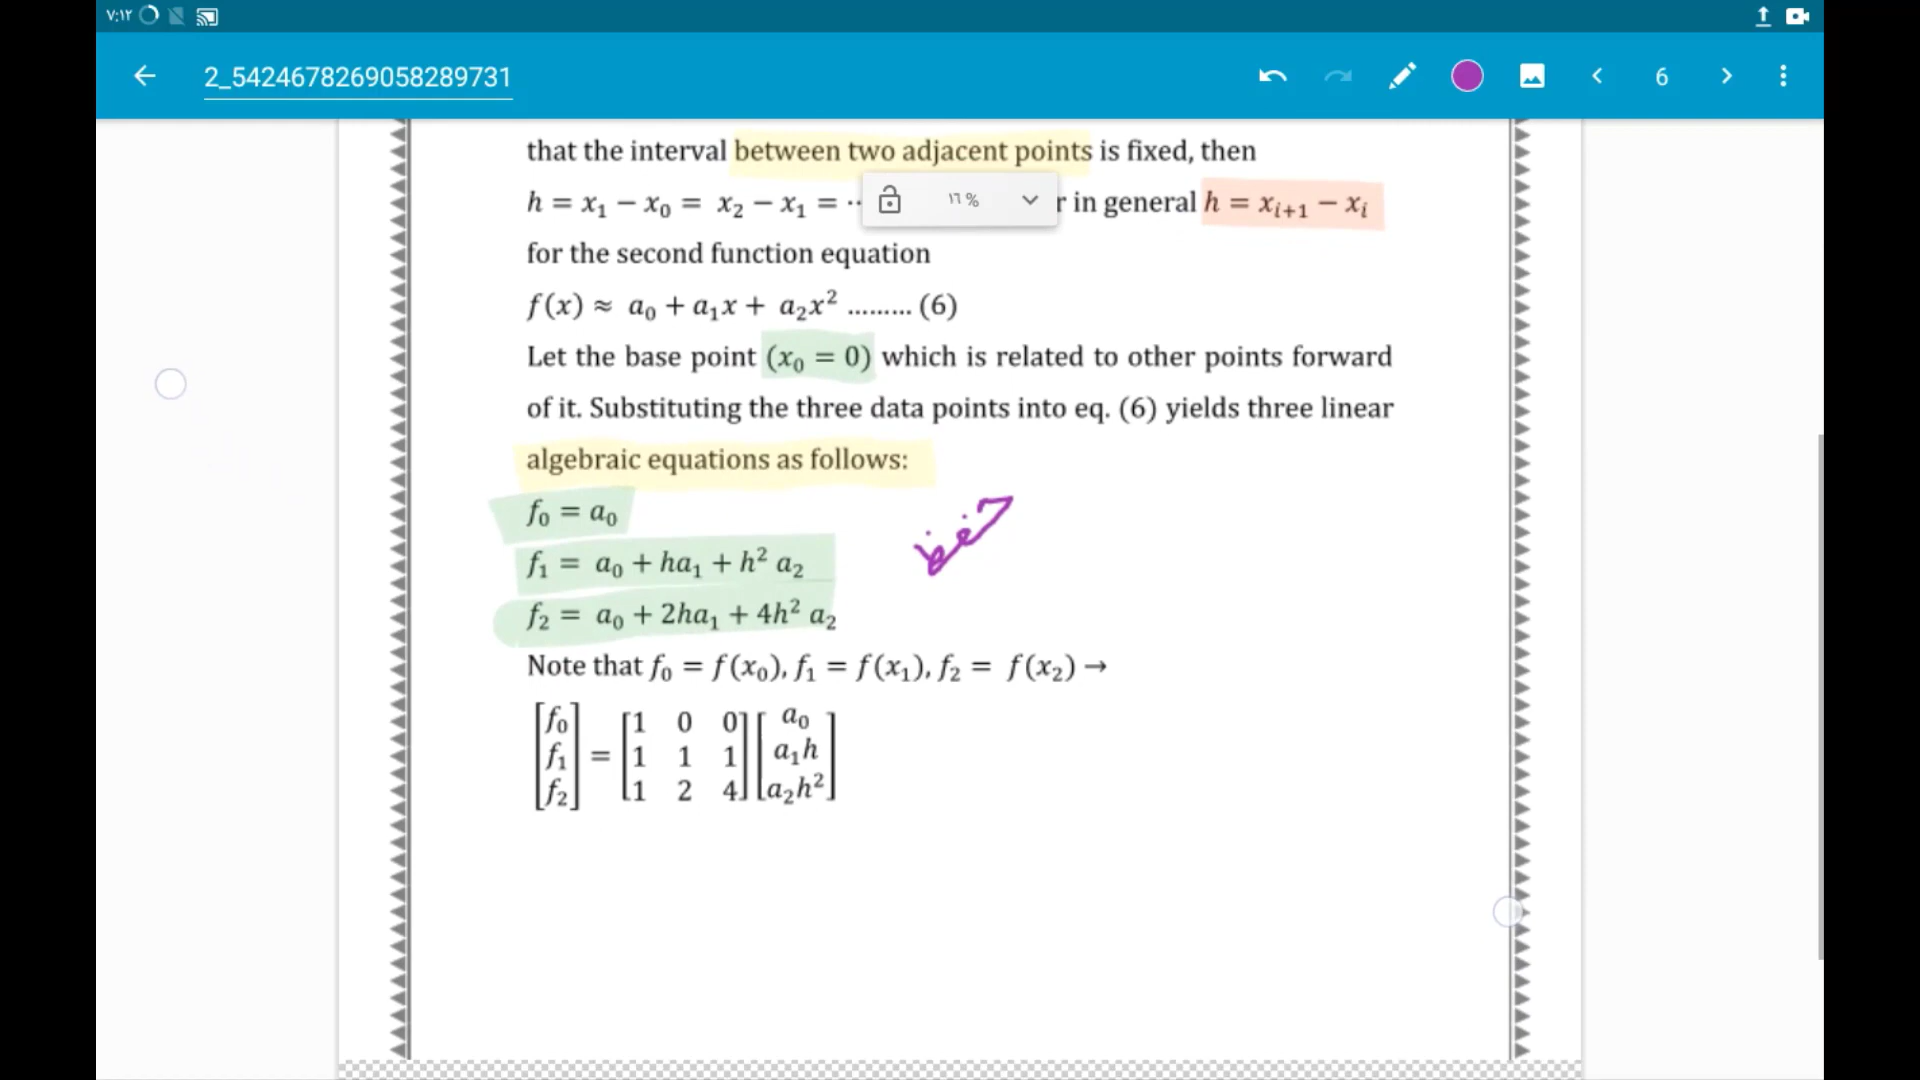 ٧:١٢
2_5424678269058289731
6
that the interval between two adjacent points is fixed, then
h = x₁ − x₀ = x₂ − x₁ = ·· ١٦ % r in general h = xᵢ₊₁ − xᵢ
for the second function equation
f(x) ≈ a₀ + a₁x + a₂x² ......... (6)
Let the base point (x₀ = 0) which is related to other points forward
of it. Substituting the three data points into eq. (6) yields three linear
algebraic equations as follows:
f₀ = a₀
f₁ = a₀ + ha₁ + h² a₂
f₂ = a₀ + 2ha₁ + 4h² a₂
Note that f₀ = f(x₀), f₁ = f(x₁), f₂ = f(x₂) →
[f₀] [1 0 0] [a₀]
[f₁] = [1 1 1] [a₁h]
[f₂] [1 2 4] [a₂h²]